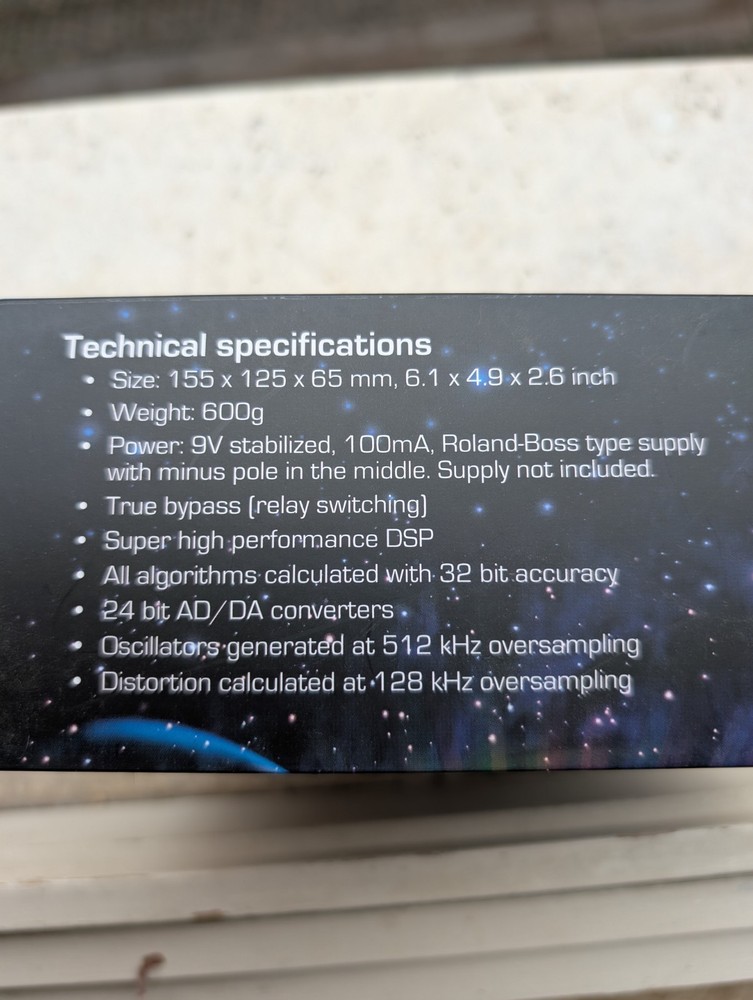 Technical specifications
• Size: 155 x 125 x 65 mm, 6.1 x 4.9 x 2.6 inch
• Weight: 600g
• Power: 9V stabilized, 100mA, Roland-Boss type supply
with minus pole in the middle. Supply not included.
• True bypass (relay switching)
• Super high performance DSP
• All algorithms calculated with 32 bit accuracy
• 24 bit AD/DA converters
• Oscillators generated at 512 kHz oversampling
• Distortion calculated at 128 kHz oversampling